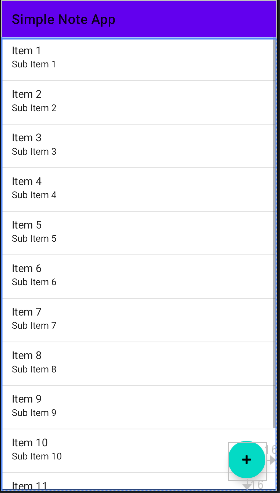 Simple Note App
Item 1
Sub Item 1
Item 2
Sub Item 2
Item 3
Sub Item 3
Item 4
Sub Item 4
Item 5
Sub Item 5
Item 6
Sub Item 6
Item 7
Sub Item 7
Item 8
Sub Item 8
Item 9
Sub Item 9
Item 10
Sub Item 10
16
Item 11
16